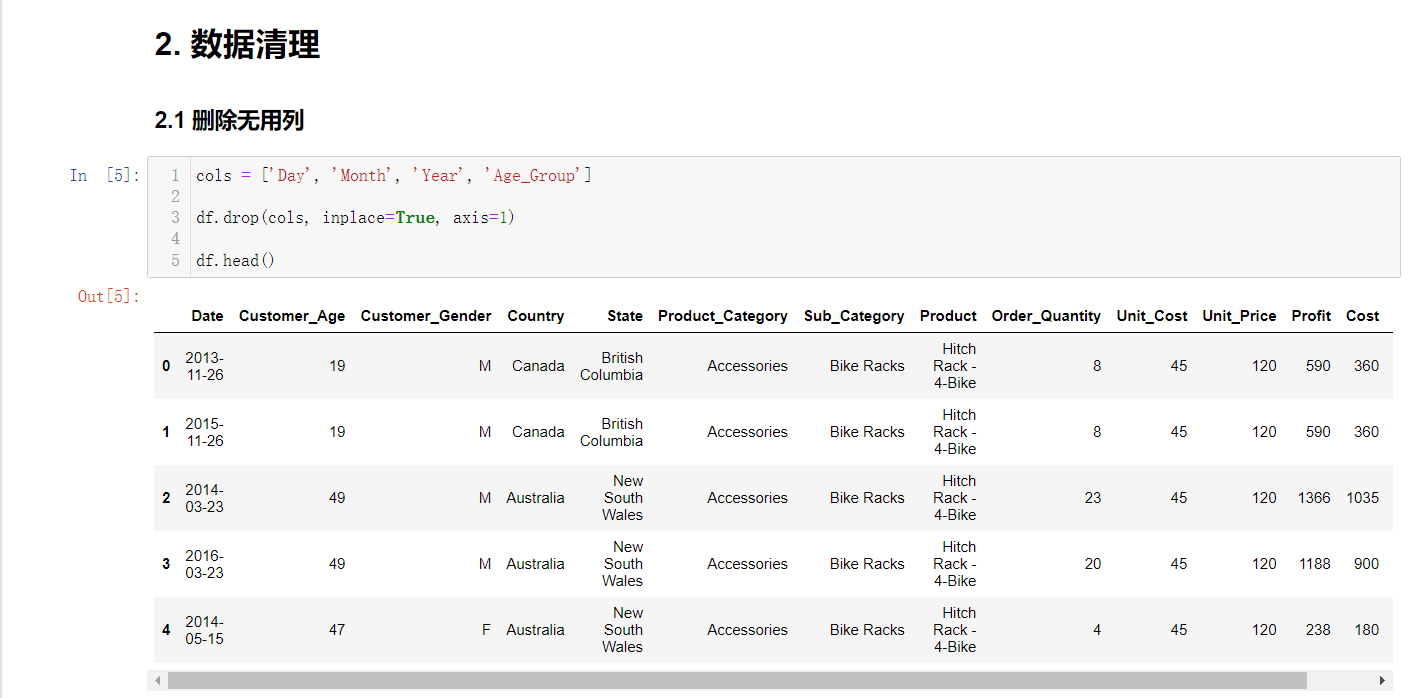 2. 数据清理
2.1 删除无用列
In [5]:
1 cols = ['Day', 'Month', 'Year', 'Age_Group']
2
3 df.drop(cols, inplace=True, axis=1)
4
5 df.head()
Out[5]:
Date Customer_Age Customer_Gender Country State Product_Category Sub_Category Product Order_Quantity Unit_Cost Unit_Price Profit Cost
0 2013-11-26 19 M Canada British Columbia Accessories Bike Racks Hitch Rack - 4-Bike 8 45 120 590 360
1 2015-11-26 19 M Canada British Columbia Accessories Bike Racks Hitch Rack - 4-Bike 8 45 120 590 360
2 2014-03-23 49 M Australia New South Wales Accessories Bike Racks Hitch Rack - 4-Bike 23 45 120 1366 1035
3 2016-03-23 49 M Australia New South Wales Accessories Bike Racks Hitch Rack - 4-Bike 20 45 120 1188 900
4 2014-05-15 47 F Australia New South Wales Accessories Bike Racks Hitch Rack - 4-Bike 4 45 120 238 180